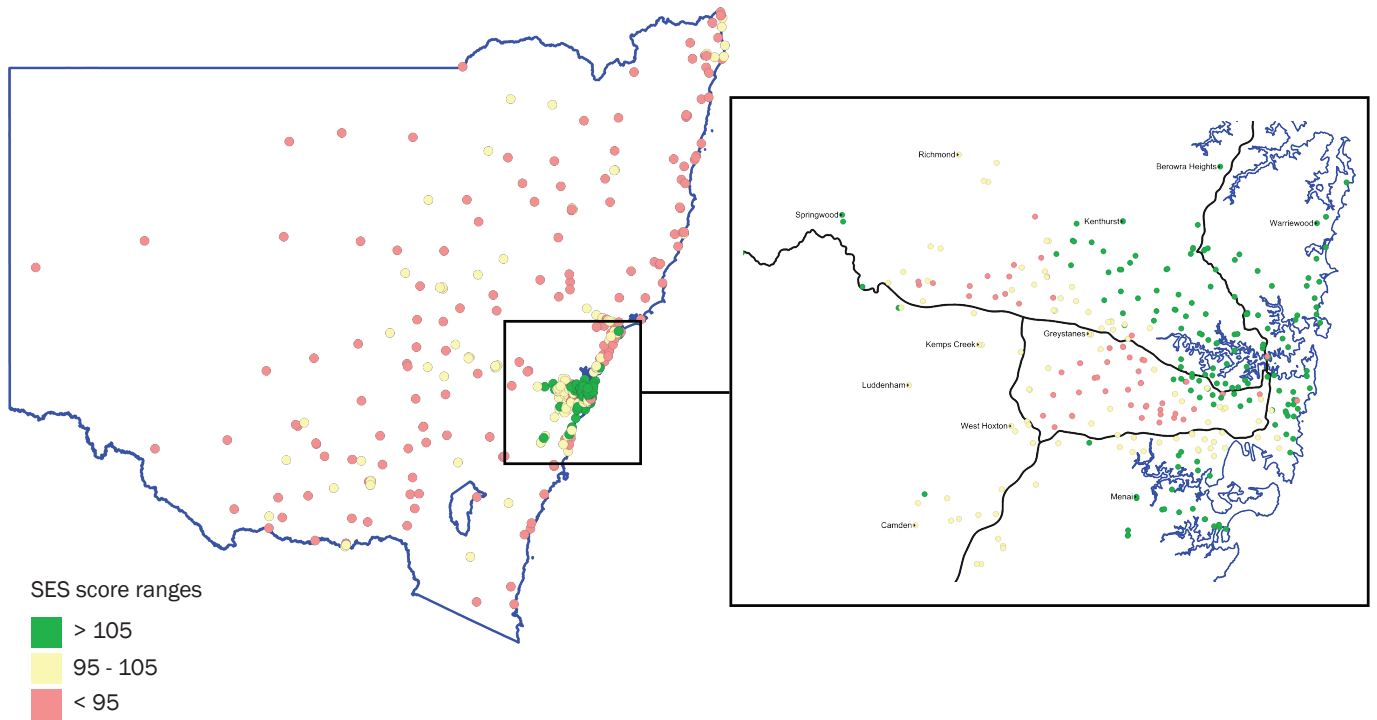 Richmond
Berowra Heights
Springwood
Kenthurst
Warriewood
Greystanes
Kemps Creek
Luddenham
West Hoxton
Menai
Camden
SES score ranges
> 105
95 - 105
< 95